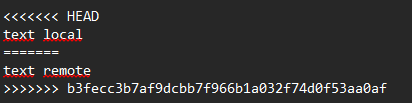 <<<<<<< HEAD
text local
=======
text remote
>>>>>>> b3fecc3b7af9dcbb7f966b1a032f74d0f53aa0af